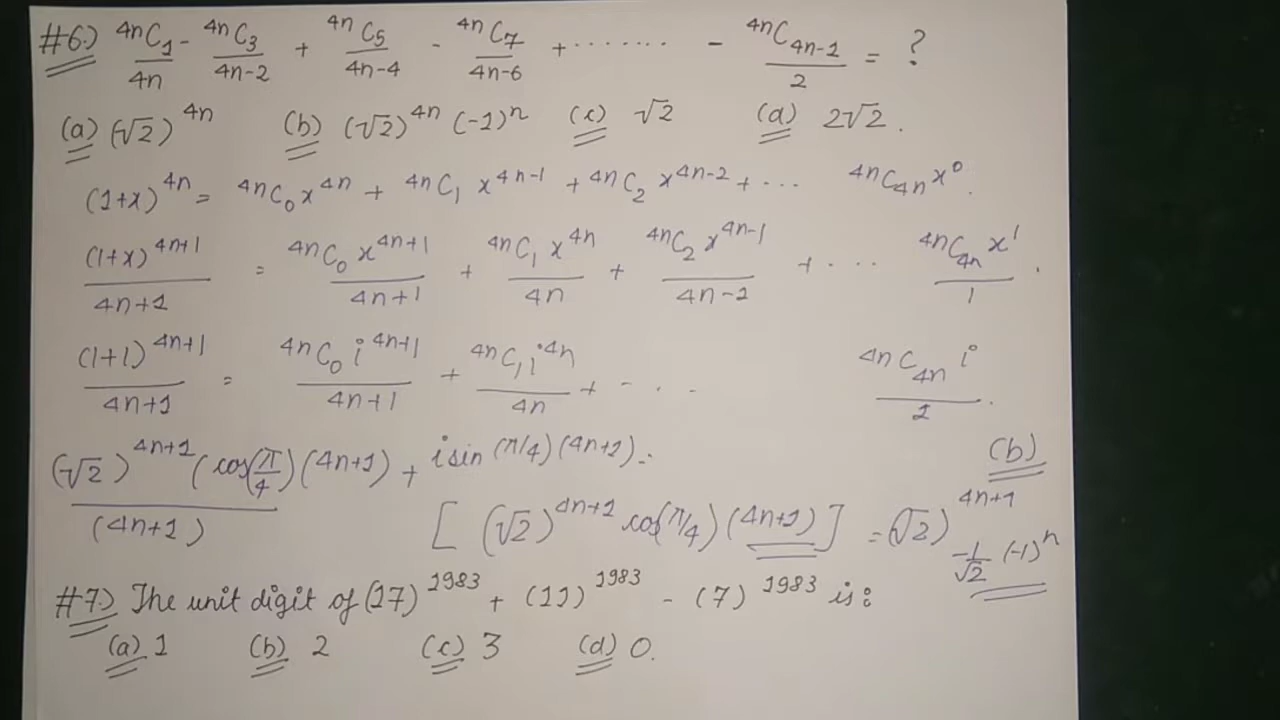 #6.) 4nC1/4n - 4nC3/4n-2 + 4nC5/4n-4 - 4nC7/4n-6 + ........ - 4nC4n-1/2 = ?
(a) (√2)^4n (b) (√2)^4n (-1)^n (c) √2 (d) 2√2.
(1+x)^4n = 4nC0 x^4n + 4nC1 x^4n-1 + 4nC2 x^4n-2 + ... 4nC4n x^0.
(1+x)^4n+1/4n+1 = 4nC0 x^4n+1/4n+1 + 4nC1 x^4n/4n + 4nC2 x^4n-1/4n-1 + ... 4nC4n x^1/1.
(1+i)^4n+1/4n+1 = 4nC0 i^4n+1/4n+1 + 4nC1 i^4n/4n + - . . 4nC4n i/1.
(√2)^4n+1 (cos(π/4)(4n+1) + i sin (π/4)(4n+1).. (b)
(4n+1) [ (√2)^4n+1 cos(π/4)(4n+1) ] = (√2)^4n+1 -1/√2 (-1)^n
#7.) The unit digit of (17)^1983 + (11)^1983 - (7)^1983 is:
(a) 1 (b) 2 (c) 3 (d) 0.